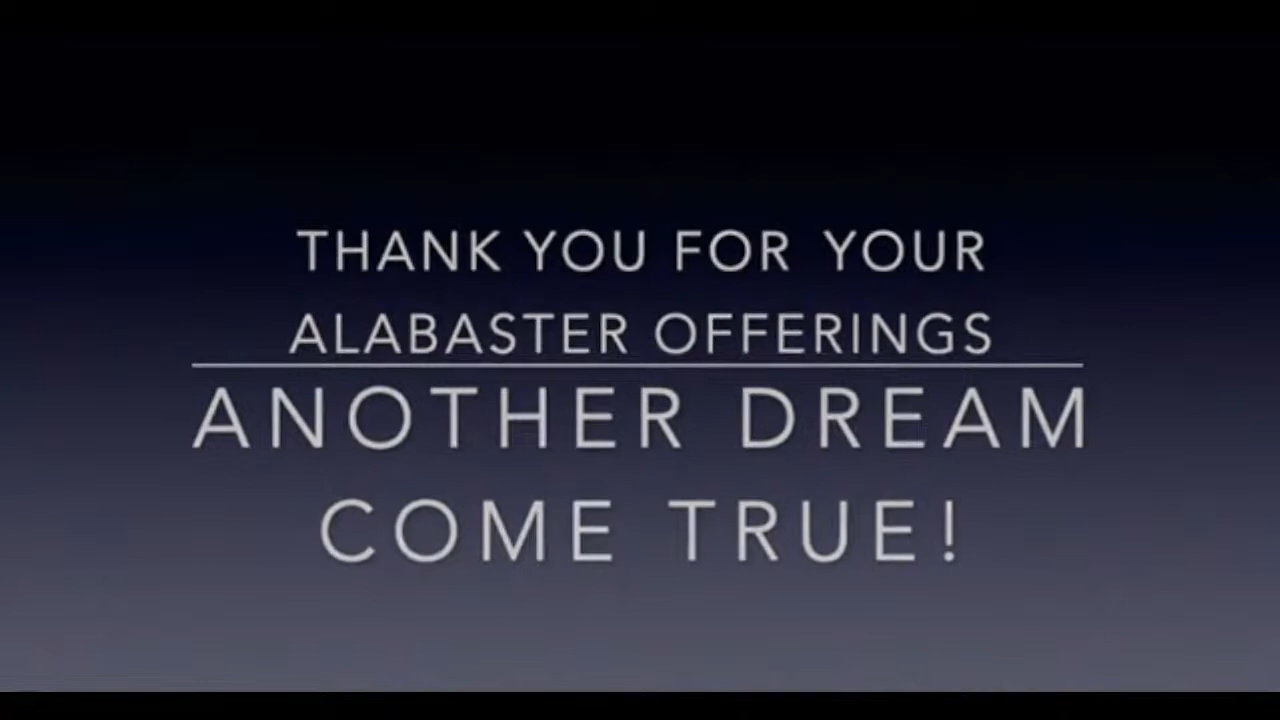 THANK YOU FOR YOUR
ALABASTER OFFERINGS
ANOTHER DREAM
COME TRUE!